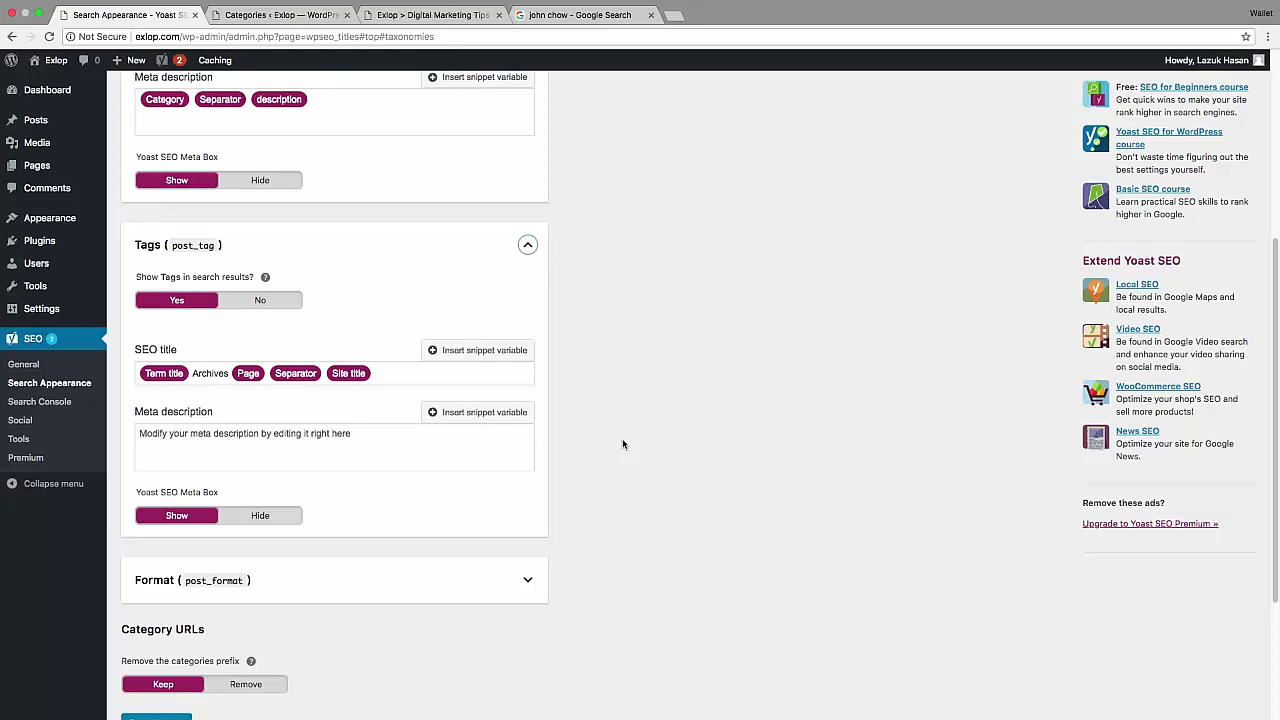 Search Appearance - Yoast SE
Categories ‹ Exlop — WordPre
Exlop > Digital Marketing Tips
john chow - Google Search
Wallet
Not Secure
exlop.com/wp-admin/admin.php?page=wpseo_titles#top#taxonomies
Exlop
0
New
2
Caching
Howdy, Lazuk Hasan
Dashboard
Posts
Media
Pages
Comments
Appearance
Plugins
Users
Tools
Settings
SEO 2
General
Search Appearance
Search Console
Social
Tools
Premium
Collapse menu
Meta description
Insert snippet variable
Category Separator description
Yoast SEO Meta Box
Show Hide
Tags ( post_tag )
Show Tags in search results? ?
Yes No
SEO title
Insert snippet variable
Term title Archives Page Separator Site title
Meta description
Insert snippet variable
Modify your meta description by editing it right here
Yoast SEO Meta Box
Show Hide
Format ( post_format )
Category URLs
Remove the categories prefix ?
Keep Remove
Free: SEO for Beginners course
Get quick wins to make your site
rank higher in search engines.
Yoast SEO for WordPress
course
Don't waste time figuring out the
best settings yourself.
Basic SEO course
Learn practical SEO skills to rank
higher in Google.
Extend Yoast SEO
Local SEO
Be found in Google Maps and
local results.
Video SEO
Be found in Google Video search
and enhance your video sharing
on social media.
WooCommerce SEO
Optimize your shop's SEO and
sell more products!
News SEO
Optimize your site for Google
News.
Remove these ads?
Upgrade to Yoast SEO Premium »